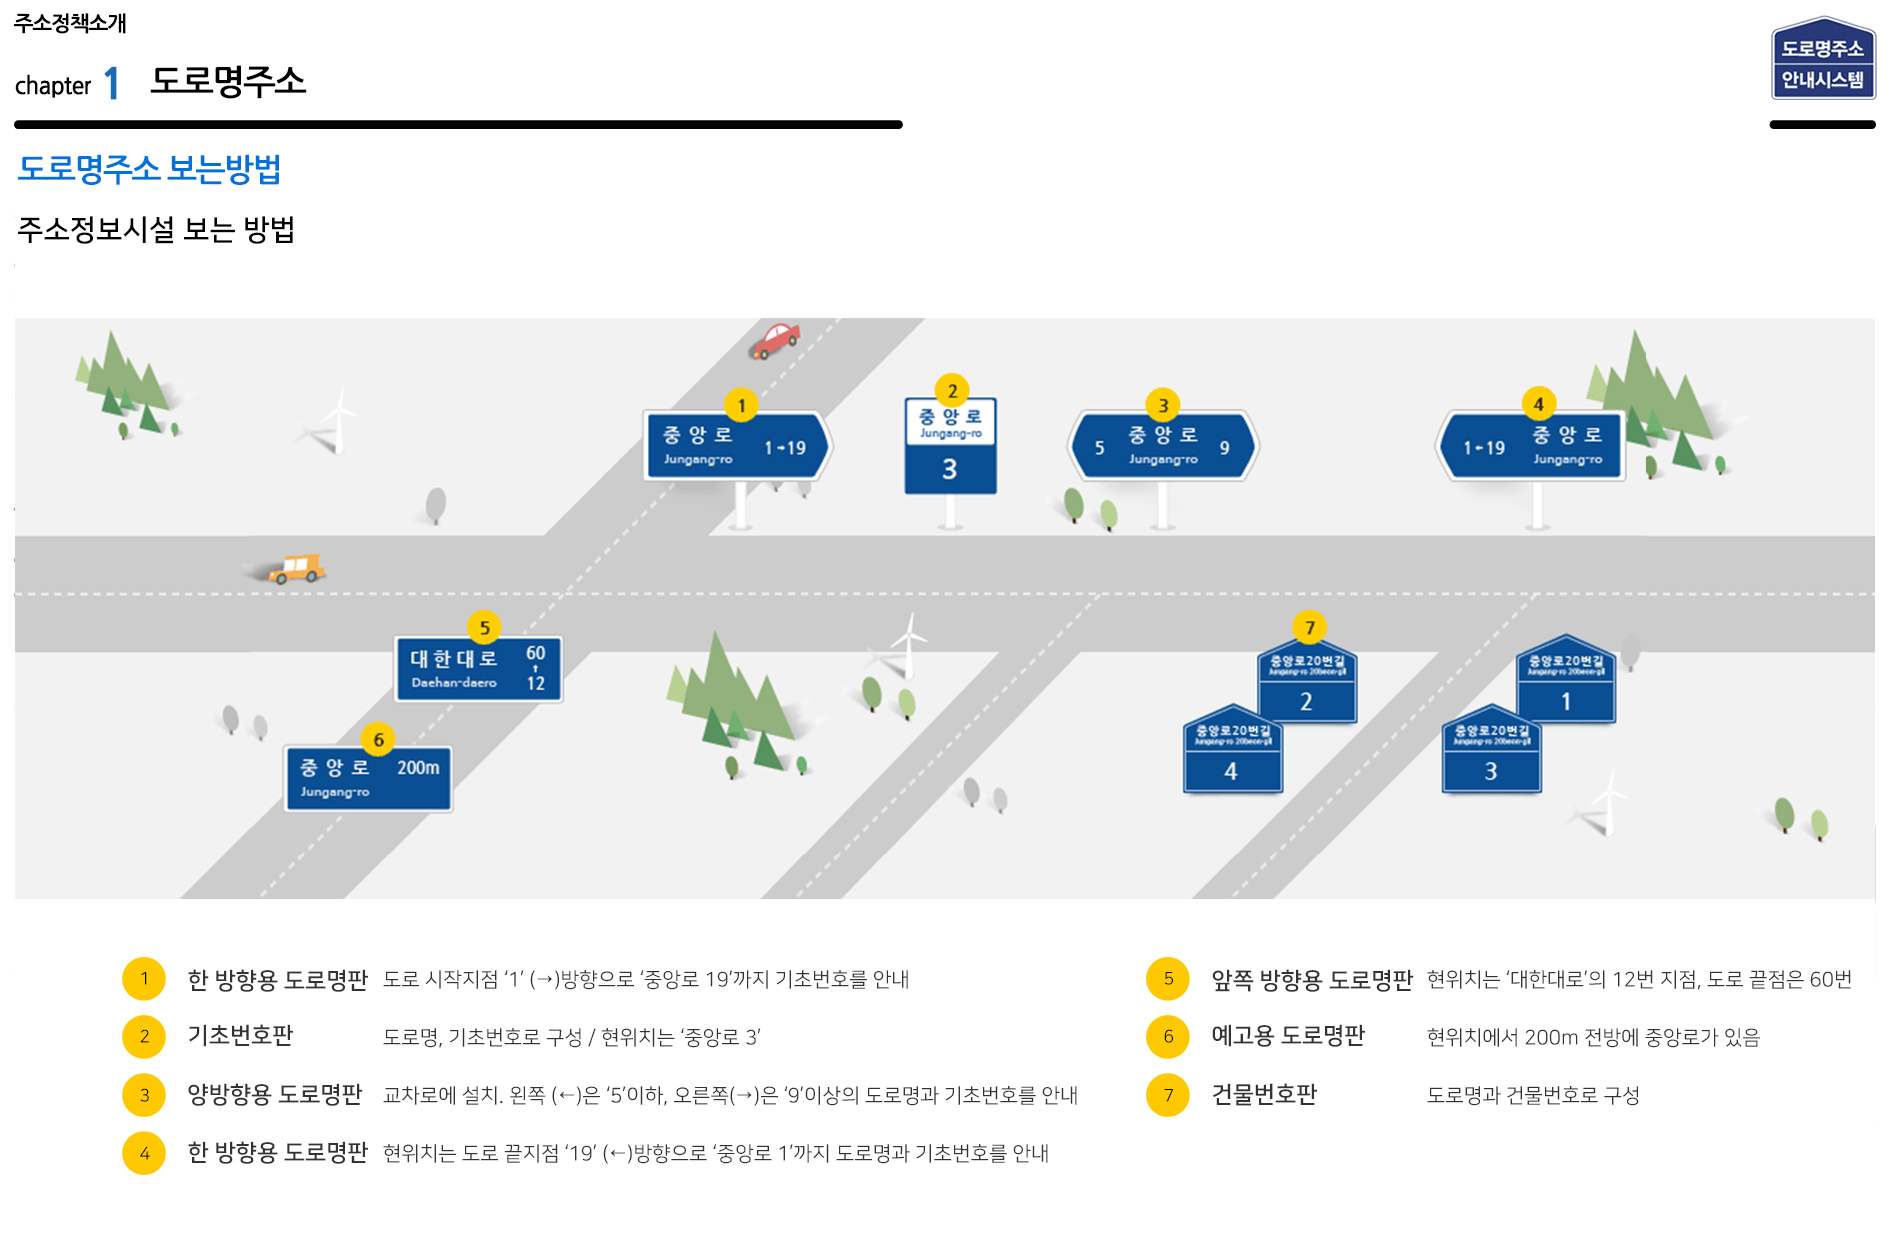 주소정책소개
chapter 1 도로명주소
도로명주소
안내시스템
도로명주소 보는방법
주소정보시설 보는 방법
1
중앙로 1→19
Jungang-ro
2
중앙로
Jungang-ro
3
3
5 중앙로 9
Jungang-ro
4
1←19 중앙로
Jungang-ro
5
대한대로 60
↑
Daehan-daero 12
6
중앙로 200m
Jungang-ro
7
중앙로20번길
Jungang-ro 20beon-gil
2
중앙로20번길
Jungang-ro 20beon-gil
4
중앙로20번길
Jungang-ro 20beon-gil
1
중앙로20번길
Jungang-ro 20beon-gil
3
1 한 방향용 도로명판 도로 시작지점 ‘1’ (→)방향으로 ‘중앙로 19’까지 기초번호를 안내
2 기초번호판 도로명, 기초번호로 구성 / 현위치는 ‘중앙로 3’
3 양방향용 도로명판 교차로에 설치. 왼쪽 (←)은 ‘5’이하, 오른쪽(→)은 ‘9’이상의 도로명과 기초번호를 안내
4 한 방향용 도로명판 현위치는 도로 끝지점 ‘19’ (←)방향으로 ‘중앙로 1’까지 도로명과 기초번호를 안내
5 앞쪽 방향용 도로명판 현위치는 ‘대한대로’의 12번 지점, 도로 끝점은 60번
6 예고용 도로명판 현위치에서 200m 전방에 중앙로가 있음
7 건물번호판 도로명과 건물번호로 구성